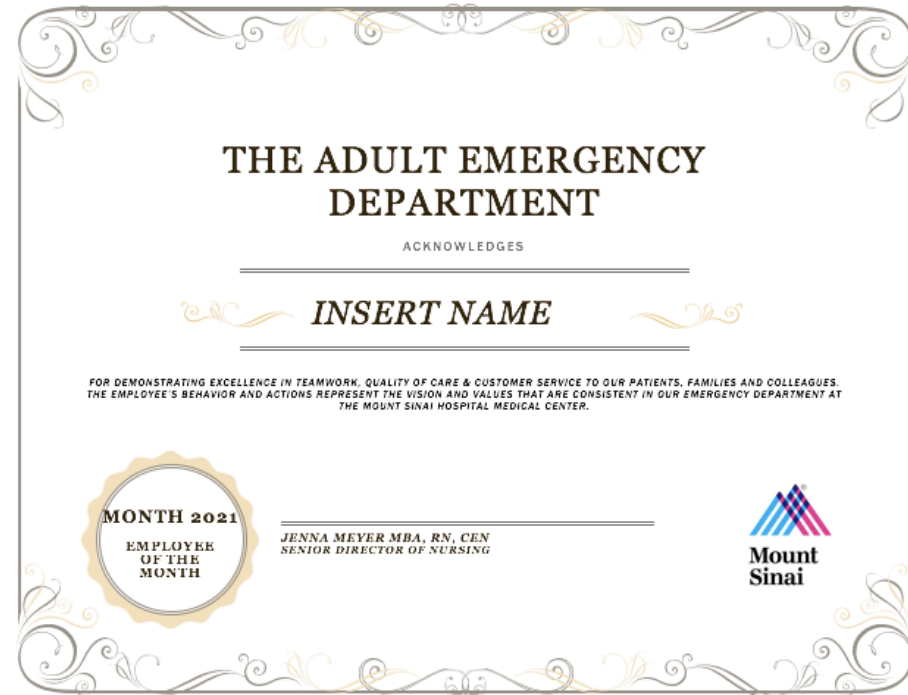 THE ADULT EMERGENCY
DEPARTMENT
ACKNOWLEDGES
INSERT NAME
FOR DEMONSTRATING EXCELLENCE IN TEAMWORK, QUALITY OF CARE & CUSTOMER SERVICE TO OUR PATIENTS, FAMILIES AND COLLEAGUES.
THE EMPLOYEE'S BEHAVIOR AND ACTIONS REPRESENT THE VISION AND VALUES THAT ARE CONSISTENT IN OUR EMERGENCY DEPARTMENT AT
THE MOUNT SINAI HOSPITAL MEDICAL CENTER.
MONTH 2021
EMPLOYEE
OF THE
MONTH
JENNA MEYER MBA, RN, CEN
SENIOR DIRECTOR OF NURSING
®
Mount
Sinai